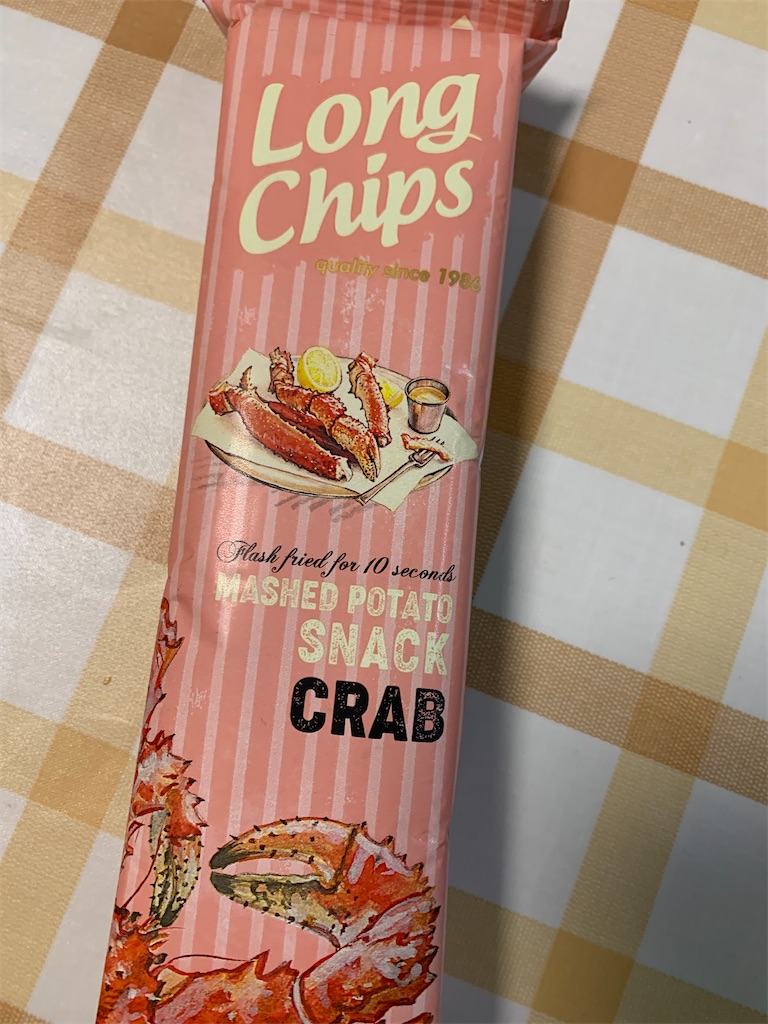 Long
Chips
quality since 1986
Flash fried for 10 seconds
MASHED POTATO
SNACK
CRAB